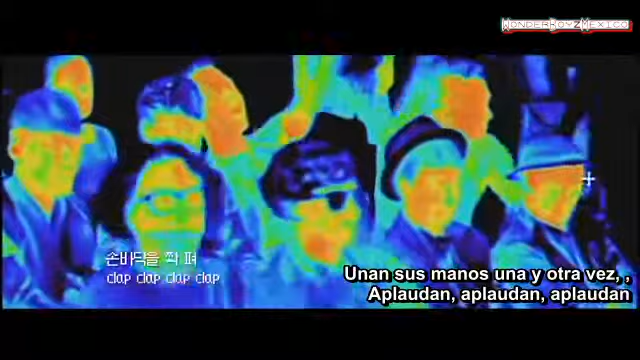 WonderBoyzMexico
손바닥을 쫙 펴
clap clap clap clap
Unan sus manos una y otra vez, ,
Aplaudan, aplaudan, aplaudan